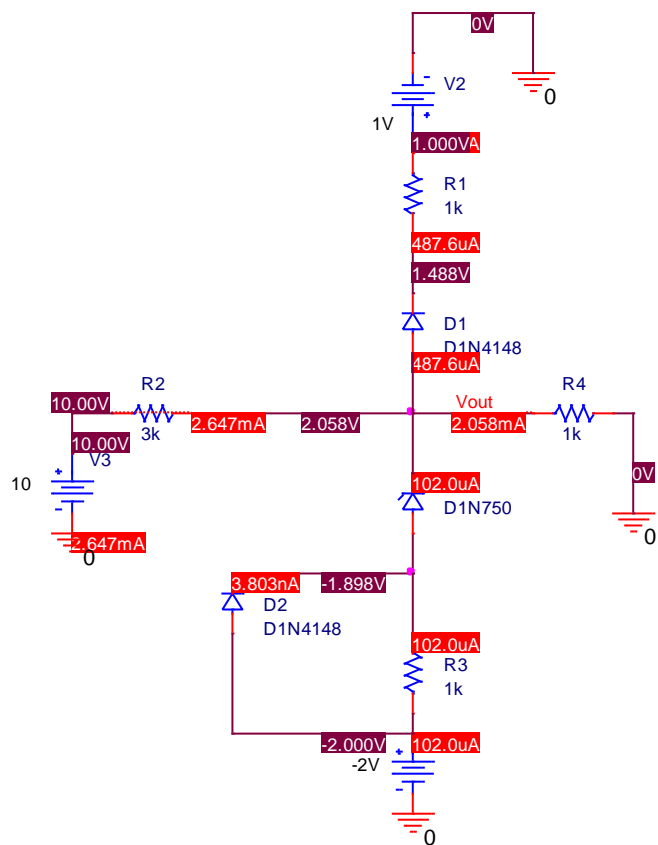 0V
0
-
V2
1V
+
1.000V A
R1
1k
487.6uA
1.488V
D1
D1N4148
487.6uA
R2
R4
10.00V
Vout
2.647mA
2.058V
2.058mA
3k
1k
10.00V
V3
+
10
-
0V
102.0uA
D1N750
0
2.647mA
0
3.803nA
-1.898V
D2
D1N4148
102.0uA
R3
1k
-2.000V
102.0uA
+
-2V
-
0